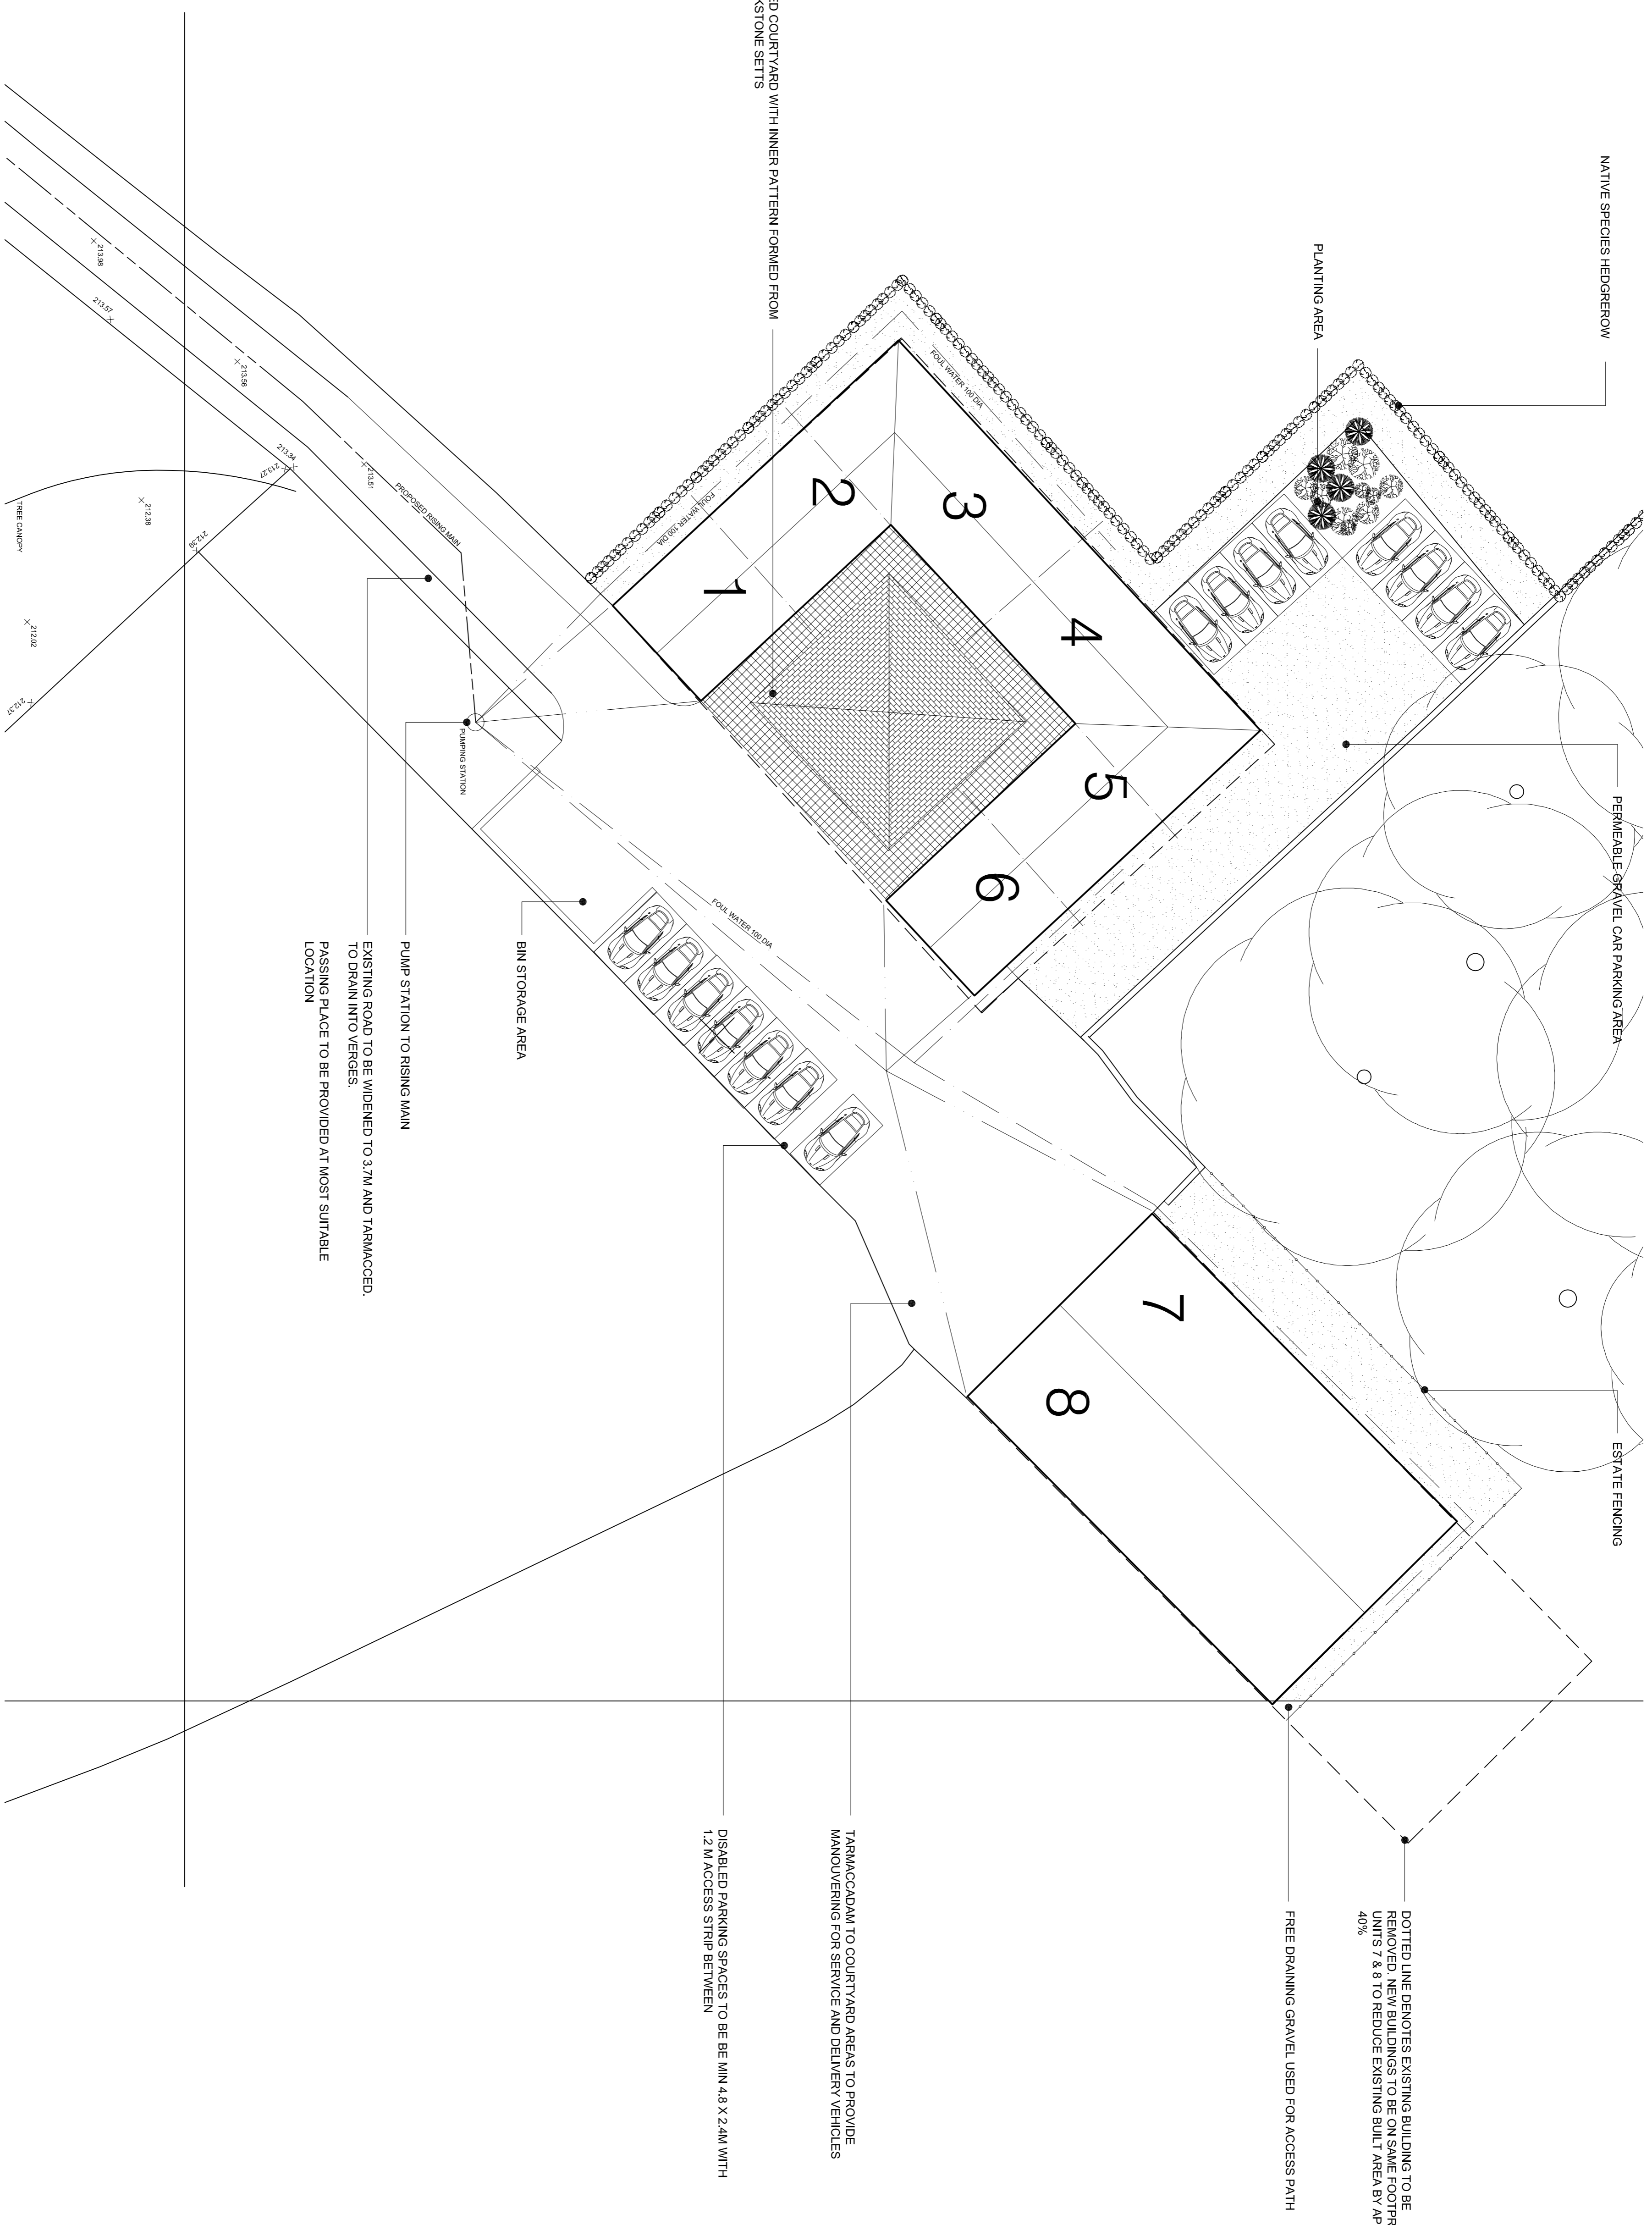 NATIVE SPECIES HEDGREROW
PLANTING AREA
PERMEABLE GRAVEL CAR PARKING AREA
ESTATE FENCING
DOTTED LINE DENOTES EXISTING BUILDING TO BE
REMOVED. NEW BUILDINGS TO BE ON SAME FOOTPR
UNITS 7 & 8 TO REDUCE EXISTING BUILT AREA BY AP
40%
FREE DRAINING GRAVEL USED FOR ACCESS PATH
ED COURTYARD WITH INNER PATTERN FORMED FROM
KSTONE SETTS
TARMACCADAM TO COURTYARD AREAS TO PROVIDE
MANOUVERING FOR SERVICE AND DELIVERY VEHICLES
DISABLED PARKING SPACES TO BE BE MIN 4.8 X 2.4M WITH
1.2 M ACCESS STRIP BETWEEN
BIN STORAGE AREA
PUMP STATION TO RISING MAIN
EXISTING ROAD TO BE WIDENED TO 3.7M AND TARMACCED.
TO DRAIN INTO VERGES.
PASSING PLACE TO BE PROVIDED AT MOST SUITABLE
LOCATION
1
2
3
4
5
6
7
8
FOUL WATER 100 DIA
FOUL WATER 100 DIA
FOUL WATER 100 DIA
PUMPING STATION
PROPOSED RISING MAIN
TREE CANOPY
213.98
213.57
213.56
213.51
213.34
213.27
212.39
212.38
212.02
212.37